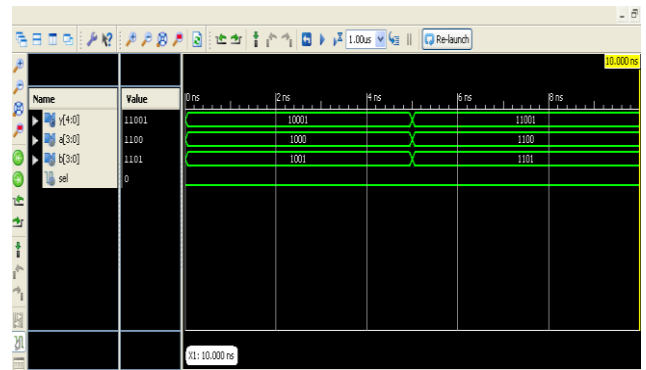 1.00us Re-launch
10.000 ns
Name Value 0 ns 2 ns 4 ns 6 ns 8 ns
y[4:0] 11001 10001 11001
a[3:0] 1100 1000 1100
b[3:0] 1101 1001 1101
sel 0
X1: 10.000 ns